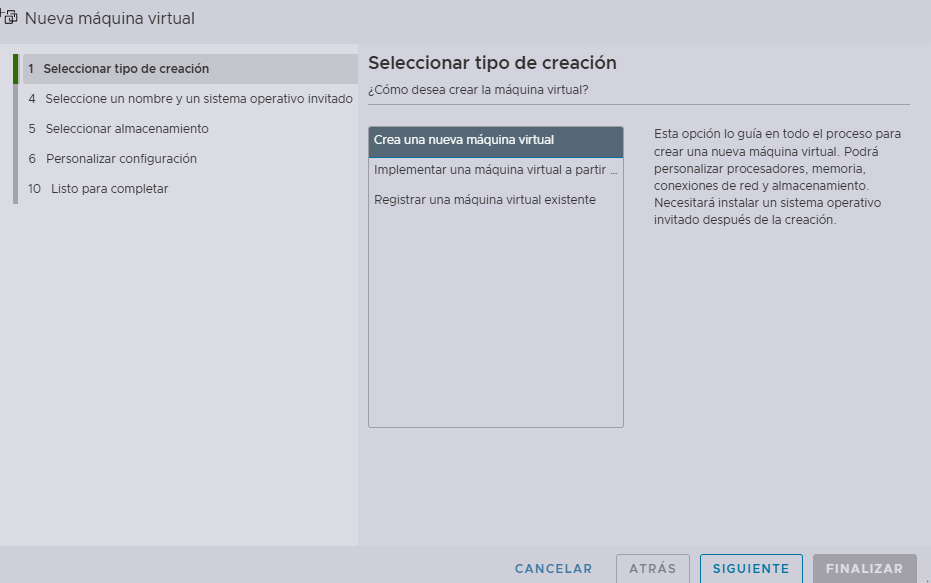 Nueva máquina virtual
1 Seleccionar tipo de creación
4 Seleccione un nombre y un sistema operativo invitado
5 Seleccionar almacenamiento
6 Personalizar configuración
10 Listo para completar
Seleccionar tipo de creación
¿Cómo desea crear la máquina virtual?
Crea una nueva máquina virtual
Implementar una máquina virtual a partir ...
Registrar una máquina virtual existente
Esta opción lo guía en todo el proceso para
crear una nueva máquina virtual. Podrá
personalizar procesadores, memoria,
conexiones de red y almacenamiento.
Necesitará instalar un sistema operativo
invitado después de la creación.
CANCELAR
ATRÁS
SIGUIENTE
FINALIZAR